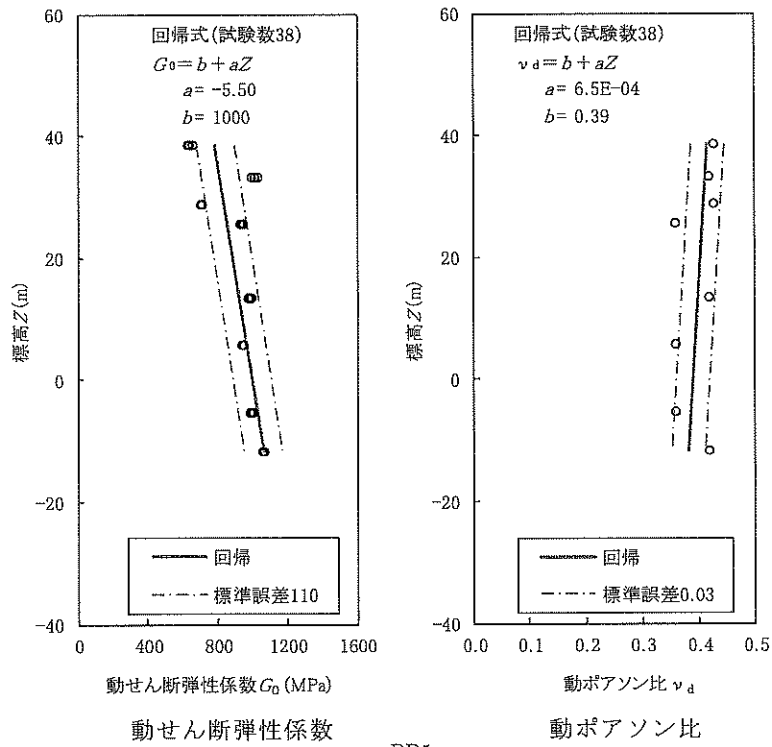 60
40
20
0
−20
−40
標高Z(m)
回帰式(試験数38)
G0=b+aZ
a= -5.50
b= 1000
回帰
標準誤差110
0 400 800 1200 1600
動せん断弾性係数G0(MPa)
動せん断弾性係数
60
40
20
0
−20
−40
標高Z(m)
回帰式(試験数38)
νd=b+aZ
a= 6.5E-04
b= 0.39
回帰
標準誤差0.03
0.0 0.1 0.2 0.3 0.4 0.5
動ポアソン比 νd
動ポアソン比